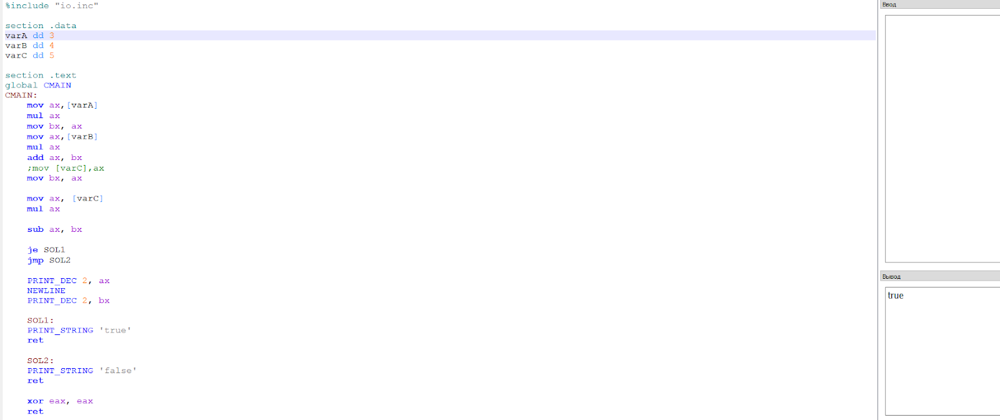 %include "io.inc"
section .data
varA dd 3
varB dd 4
varC dd 5
section .text
global CMAIN
CMAIN:
mov ax,[varA]
mul ax
mov bx, ax
mov ax,[varB]
mul ax
add ax, bx
;mov [varC],ax
mov bx, ax
mov ax, [varC]
mul ax
sub ax, bx
je SOL1
jmp SOL2
PRINT_DEC 2, ax
NEWLINE
PRINT_DEC 2, bx
SOL1:
PRINT_STRING 'true'
ret
SOL2:
PRINT_STRING 'false'
ret
xor eax, eax
ret
Ввод
Вывод
true